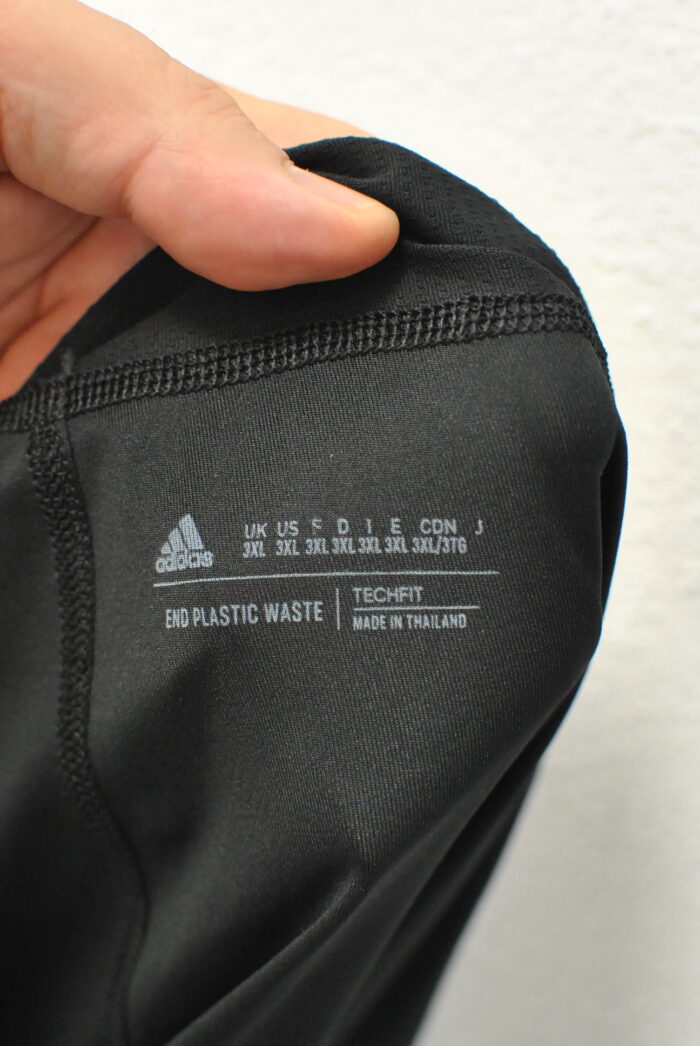 adidas
UK US F D I E CDN J
3XL 3XL 3XL 3XL 3XL 3XL 3XL/3TG
END PLASTIC WASTE
TECHFIT
MADE IN THAILAND